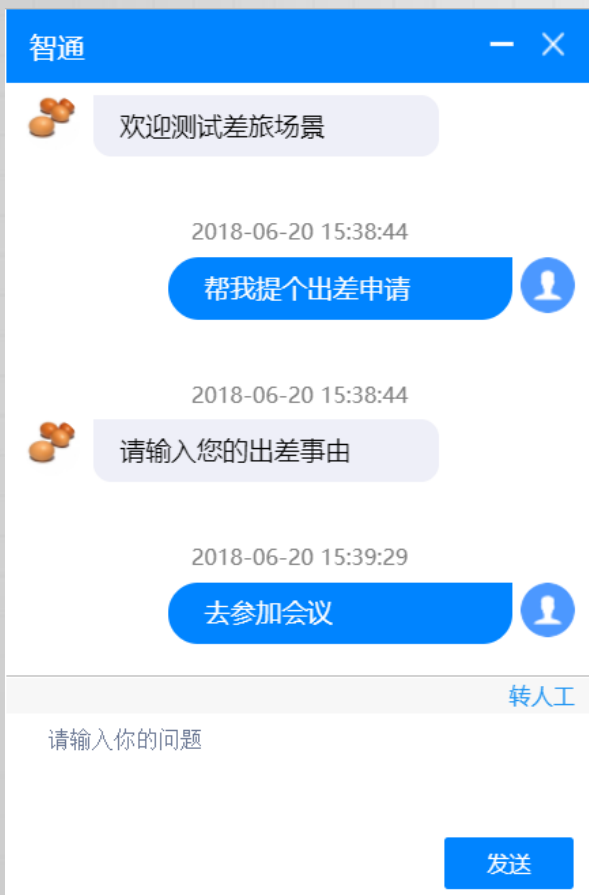 智通
欢迎测试差旅场景
2018-06-20 15:38:44
帮我提个出差申请
2018-06-20 15:38:44
请输入您的出差事由
2018-06-20 15:39:29
去参加会议
转人工
请输入你的问题
发送